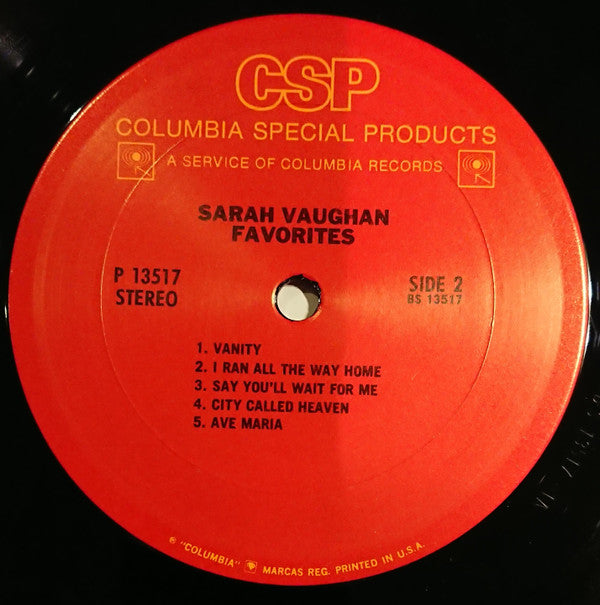 CSP
COLUMBIA SPECIAL PRODUCTS
A SERVICE OF COLUMBIA RECORDS
SARAH VAUGHAN
FAVORITES
P 13517
STEREO
SIDE 2
BS 13517
1. VANITY
2. I RAN ALL THE WAY HOME
3. SAY YOU'LL WAIT FOR ME
4. CITY CALLED HEAVEN
5. AVE MARIA
® "COLUMBIA" MARCAS REG. PRINTED IN U.S.A.